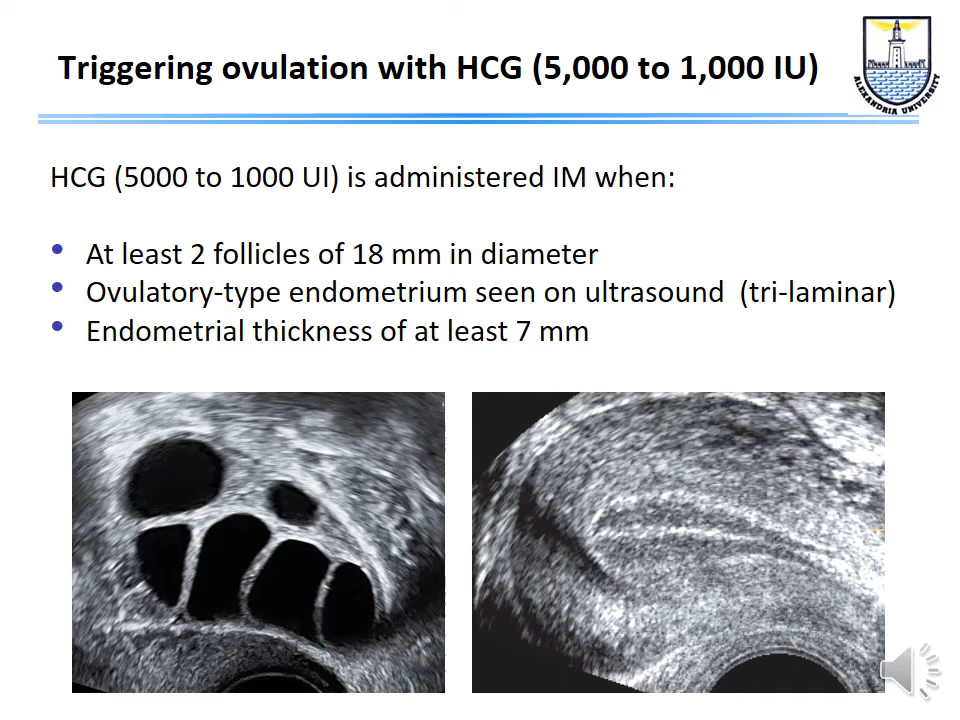 Triggering ovulation with HCG (5,000 to 1,000 IU)
ALEXANDRIA UNIVERSITY
HCG (5000 to 1000 UI) is administered IM when:
• At least 2 follicles of 18 mm in diameter
• Ovulatory-type endometrium seen on ultrasound (tri-laminar)
• Endometrial thickness of at least 7 mm